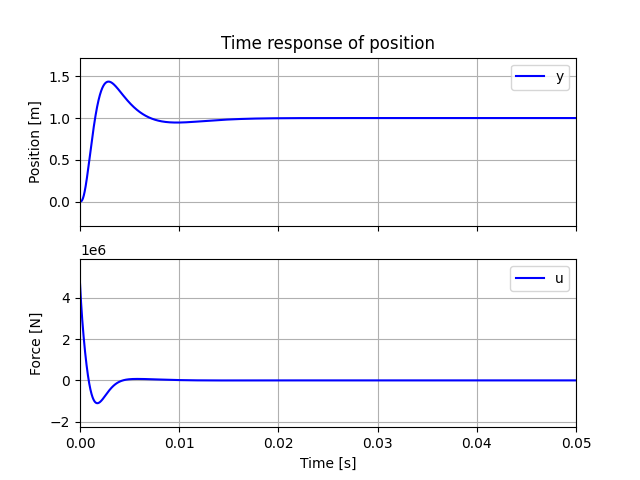 Time response of position
y
1.5
1.0
0.5
0.0
Position [m]
1e6
u
4
2
0
−2
Force [N]
0.00 0.01 0.02 0.03 0.04 0.05
Time [s]